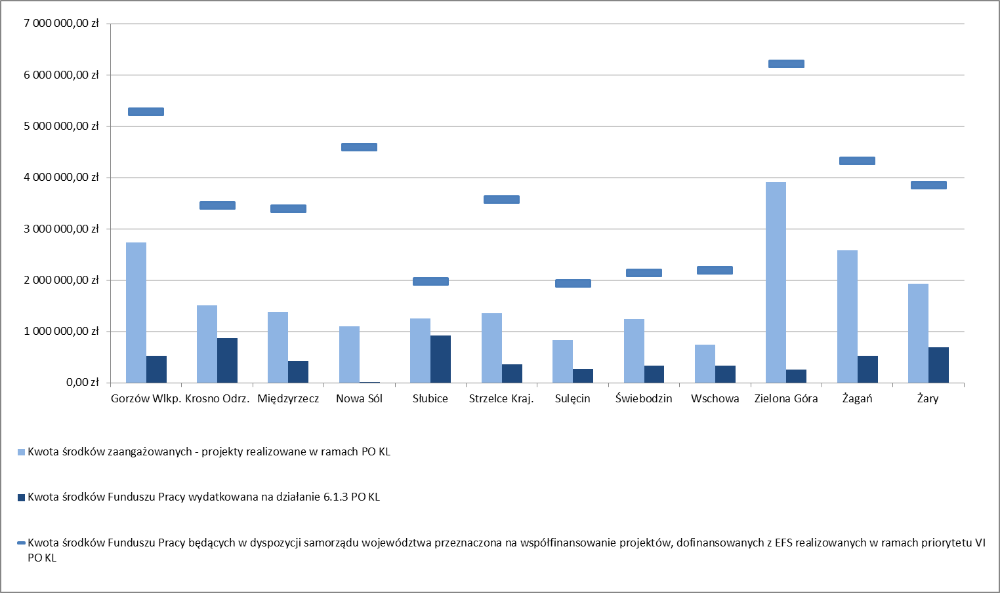 7 000 000,00 zł
6 000 000,00 zł
5 000 000,00 zł
4 000 000,00 zł
3 000 000,00 zł
2 000 000,00 zł
1 000 000,00 zł
0,00 zł
Gorzów Wlkp. Krosno Odrz. Międzyrzecz Nowa Sól Słubice Strzelce Kraj. Sulęcin Świebodzin Wschowa Zielona Góra Żagań Żary
Kwota środków zaangażowanych - projekty realizowane w ramach PO KL
Kwota środków Funduszu Pracy wydatkowana na działanie 6.1.3 PO KL
Kwota środków Funduszu Pracy będących w dyspozycji samorządu województwa przeznaczona na współfinansowanie projektów, dofinansowanych z EFS realizowanych w ramach priorytetu VI
PO KL